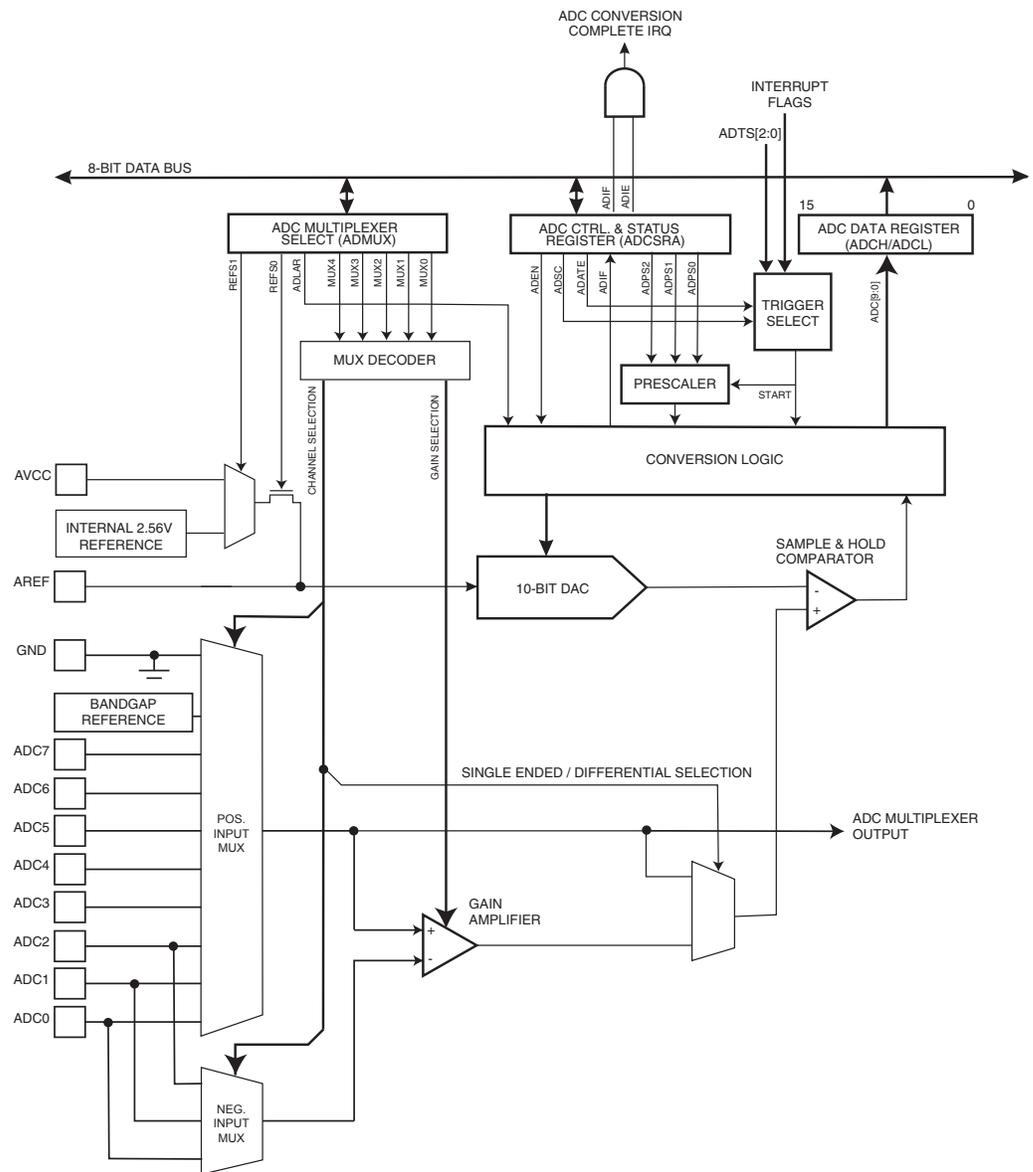 ADC CONVERSION
COMPLETE IRQ
INTERRUPT
FLAGS
ADTS[2:0]
8-BIT DATA BUS
ADIF
ADIE
15
0
ADC MULTIPLEXER
SELECT (ADMUX)
ADC CTRL. & STATUS
REGISTER (ADCSRA)
ADC DATA REGISTER
(ADCH/ADCL)
REFS1
REFS0
ADLAR
MUX4
MUX3
MUX2
MUX1
MUX0
ADEN
ADSC
ADATE
ADIF
ADPS2
ADPS1
ADPS0
TRIGGER
SELECT
ADC[9:0]
MUX DECODER
PRESCALER
START
CHANNEL SELECTION
GAIN SELECTION
CONVERSION LOGIC
AVCC
INTERNAL 2.56V
REFERENCE
SAMPLE & HOLD
COMPARATOR
AREF
10-BIT DAC
-
+
GND
BANDGAP
REFERENCE
ADC7
SINGLE ENDED / DIFFERENTIAL SELECTION
ADC6
ADC5
POS.
INPUT
MUX
ADC MULTIPLEXER
OUTPUT
ADC4
ADC3
GAIN
AMPLIFIER
+
-
ADC2
ADC1
ADC0
NEG.
INPUT
MUX